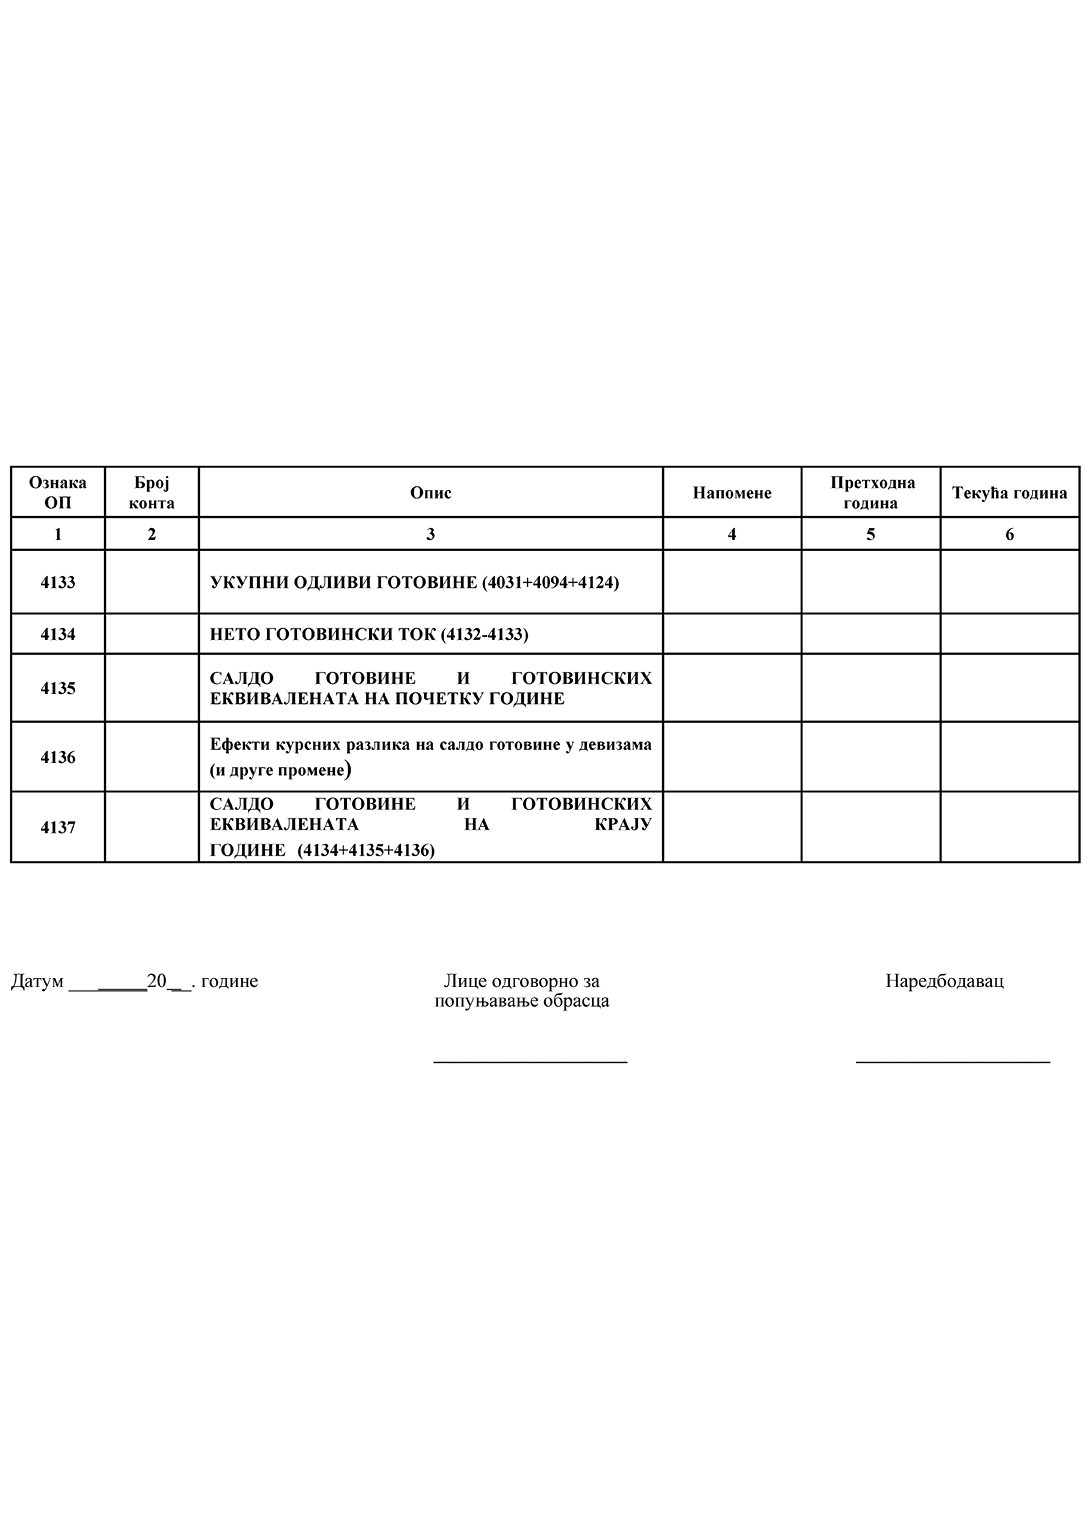 Ознака ОП Број конта Опис Напомене Претходна година Текућа година
1 2 3 4 5 6
4133 УКУПНИ ОДЛИВИ ГОТОВИНЕ (4031+4094+4124)
4134 НЕТО ГОТОВИНСКИ ТОК (4132-4133)
4135 САЛДО ГОТОВИНЕ И ГОТОВИНСКИХ
ЕКВИВАЛЕНАТА НА ПОЧЕТКУ ГОДИНЕ
4136 Ефекти курсних разлика на салдо готовине у девизама
(и друге промене)
4137 САЛДО ГОТОВИНЕ И ГОТОВИНСКИХ
ЕКВИВАЛЕНАТА НА КРАЈУ
ГОДИНЕ (4134+4135+4136)
Датум ________20___. године Лице одговорно за Наредбодавац
попуњавање обрасца